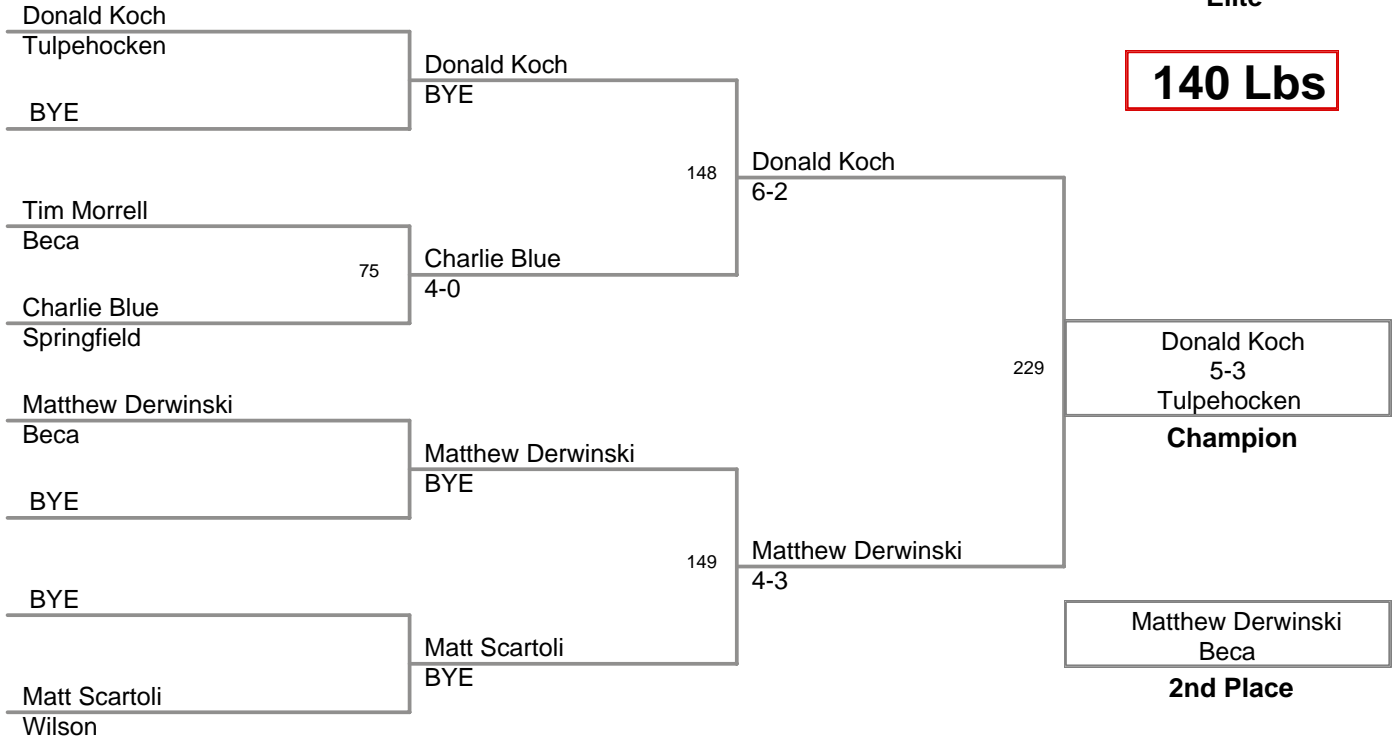 Elite
140 Lbs
Donald Koch
Tulpehocken
BYE
Tim Morrell
Beca
Charlie Blue
Springfield
Matthew Derwinski
Beca
BYE
BYE
Matt Scartoli
Wilson
Donald Koch
BYE
75
Charlie Blue
4-0
Matthew Derwinski
BYE
Matt Scartoli
BYE
148
Donald Koch
6-2
149
Matthew Derwinski
4-3
229
Donald Koch
5-3
Tulpehocken
Champion
Matthew Derwinski
Beca
2nd Place